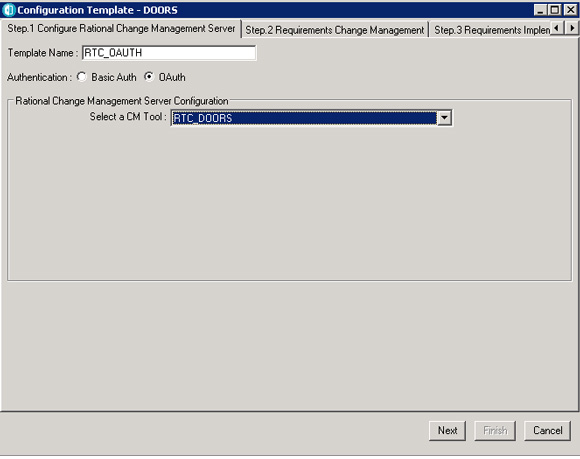 Configuration Template - DOORS
Step.1 Configure Rational Change Management Server Step.2 Requirements Change Management Step.3 Requirements
Template Name : RTC_OAUTH
Authentication : Basic Auth OAuth
Rational Change Management Server Configuration
Select a CM Tool : RTC_DOORS
Next Finish Cancel